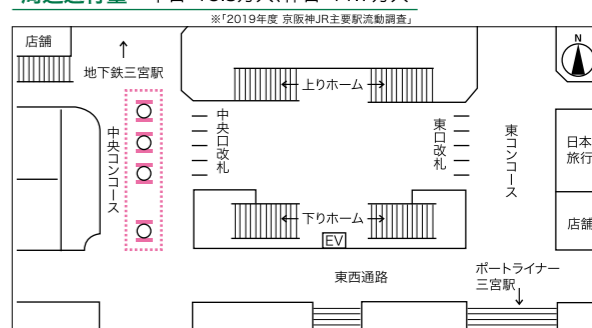 ※「2019年度 京阪神JR主要駅流動調査」
店舗
地下鉄三宮駅
上りホーム
N
中央口改札
東口改札
東コンコース
中央コンコース
日本
旅行
下りホーム
店舗
EV
東西通路
ポートライナー
三宮駅